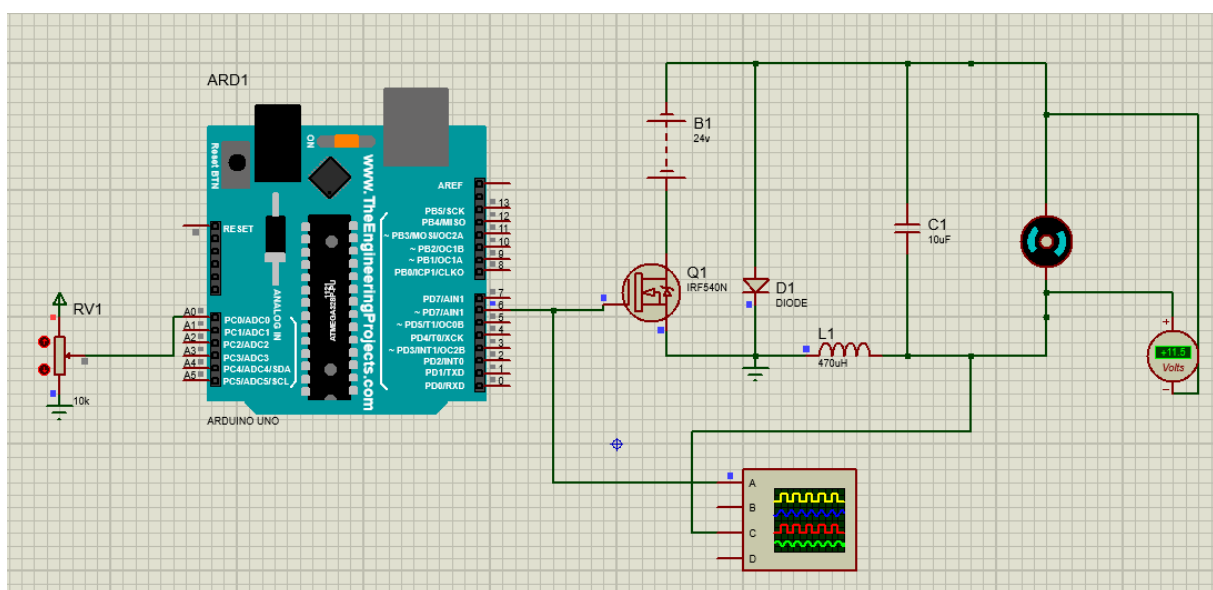 ARD1
Reset BTN
ON
www.TheEngineeringProjects.com
RESET
ANALOG IN
ATMEGA328P-PU
1121
A0
A1
A2
A3
A4
A5
PC0/ADC0
PC1/ADC1
PC2/ADC2
PC3/ADC3
PC4/ADC4/SDA
PC5/ADC5/SCL
AREF
PB5/SCK
PB4/MISO
~ PB3/MOSI/OC2A
~ PB2/OC1B
~ PB1/OC1A
PB0/ICP1/CLKO
13
12
11
10
9
8
PD7/AIN1
~ PD7/AIN1
~ PD5/T1/OC0B
PD4/T0/XCK
~ PD3/INT1/OC2B
PD2/INT0
PD1/TXD
PD0/RXD
7
6
5
4
3
2
1
0
ARDUINO UNO
RV1
10k
B1
24v
Q1
IRF540N
D1
DIODE
C1
10uF
L1
470uH
+
+11.5
Volts
A
B
C
D